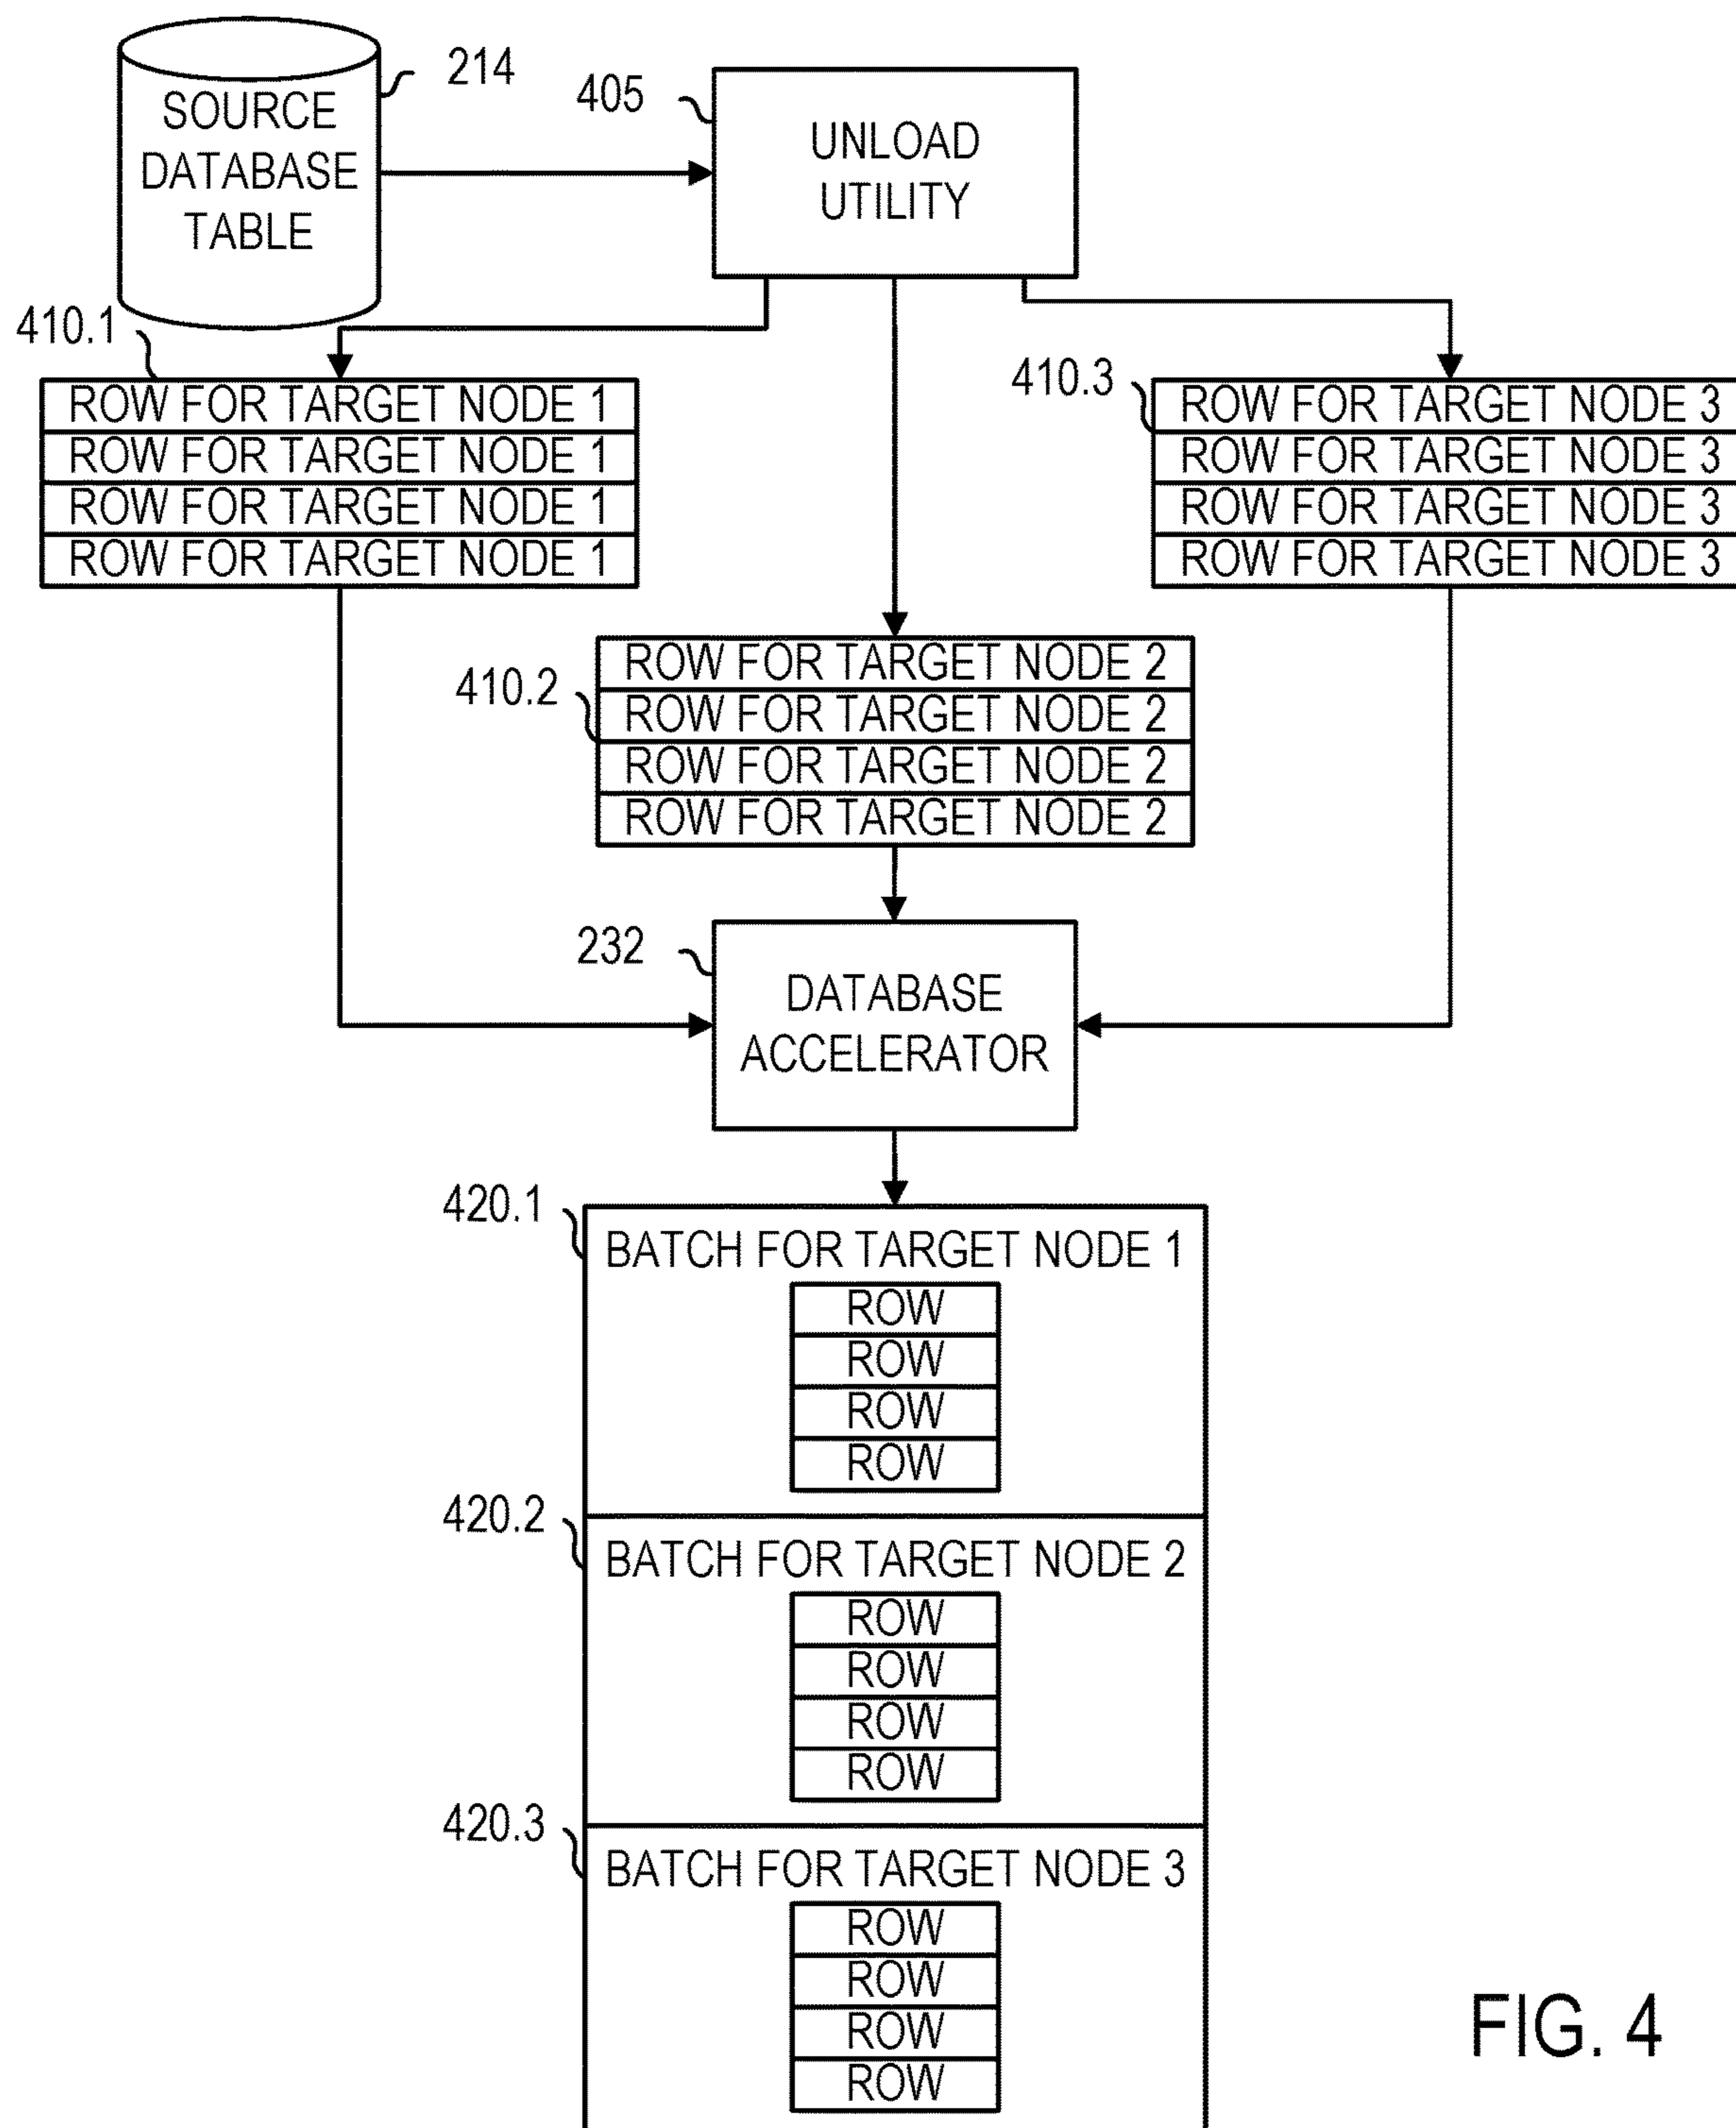 214
SOURCE
DATABASE
TABLE
405
UNLOAD
UTILITY
410.1
ROW FOR TARGET NODE 1
ROW FOR TARGET NODE 1
ROW FOR TARGET NODE 1
ROW FOR TARGET NODE 1
410.3
ROW FOR TARGET NODE 3
ROW FOR TARGET NODE 3
ROW FOR TARGET NODE 3
ROW FOR TARGET NODE 3
410.2
ROW FOR TARGET NODE 2
ROW FOR TARGET NODE 2
ROW FOR TARGET NODE 2
ROW FOR TARGET NODE 2
232
DATABASE
ACCELERATOR
420.1
BATCH FOR TARGET NODE 1
ROW
ROW
ROW
ROW
420.2
BATCH FOR TARGET NODE 2
ROW
ROW
ROW
ROW
420.3
BATCH FOR TARGET NODE 3
ROW
ROW
ROW
ROW
FIG. 4